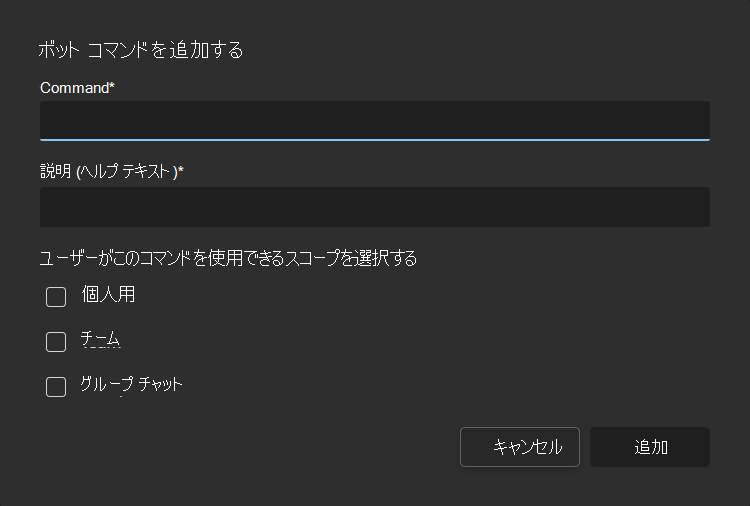 ボット コマンドを追加する
Command*
説明 (ヘルプ テキスト)*
ユーザーがこのコマンドを使用できるスコープを選択する
個人用
チーム
グループ チャット
キャンセル
追加